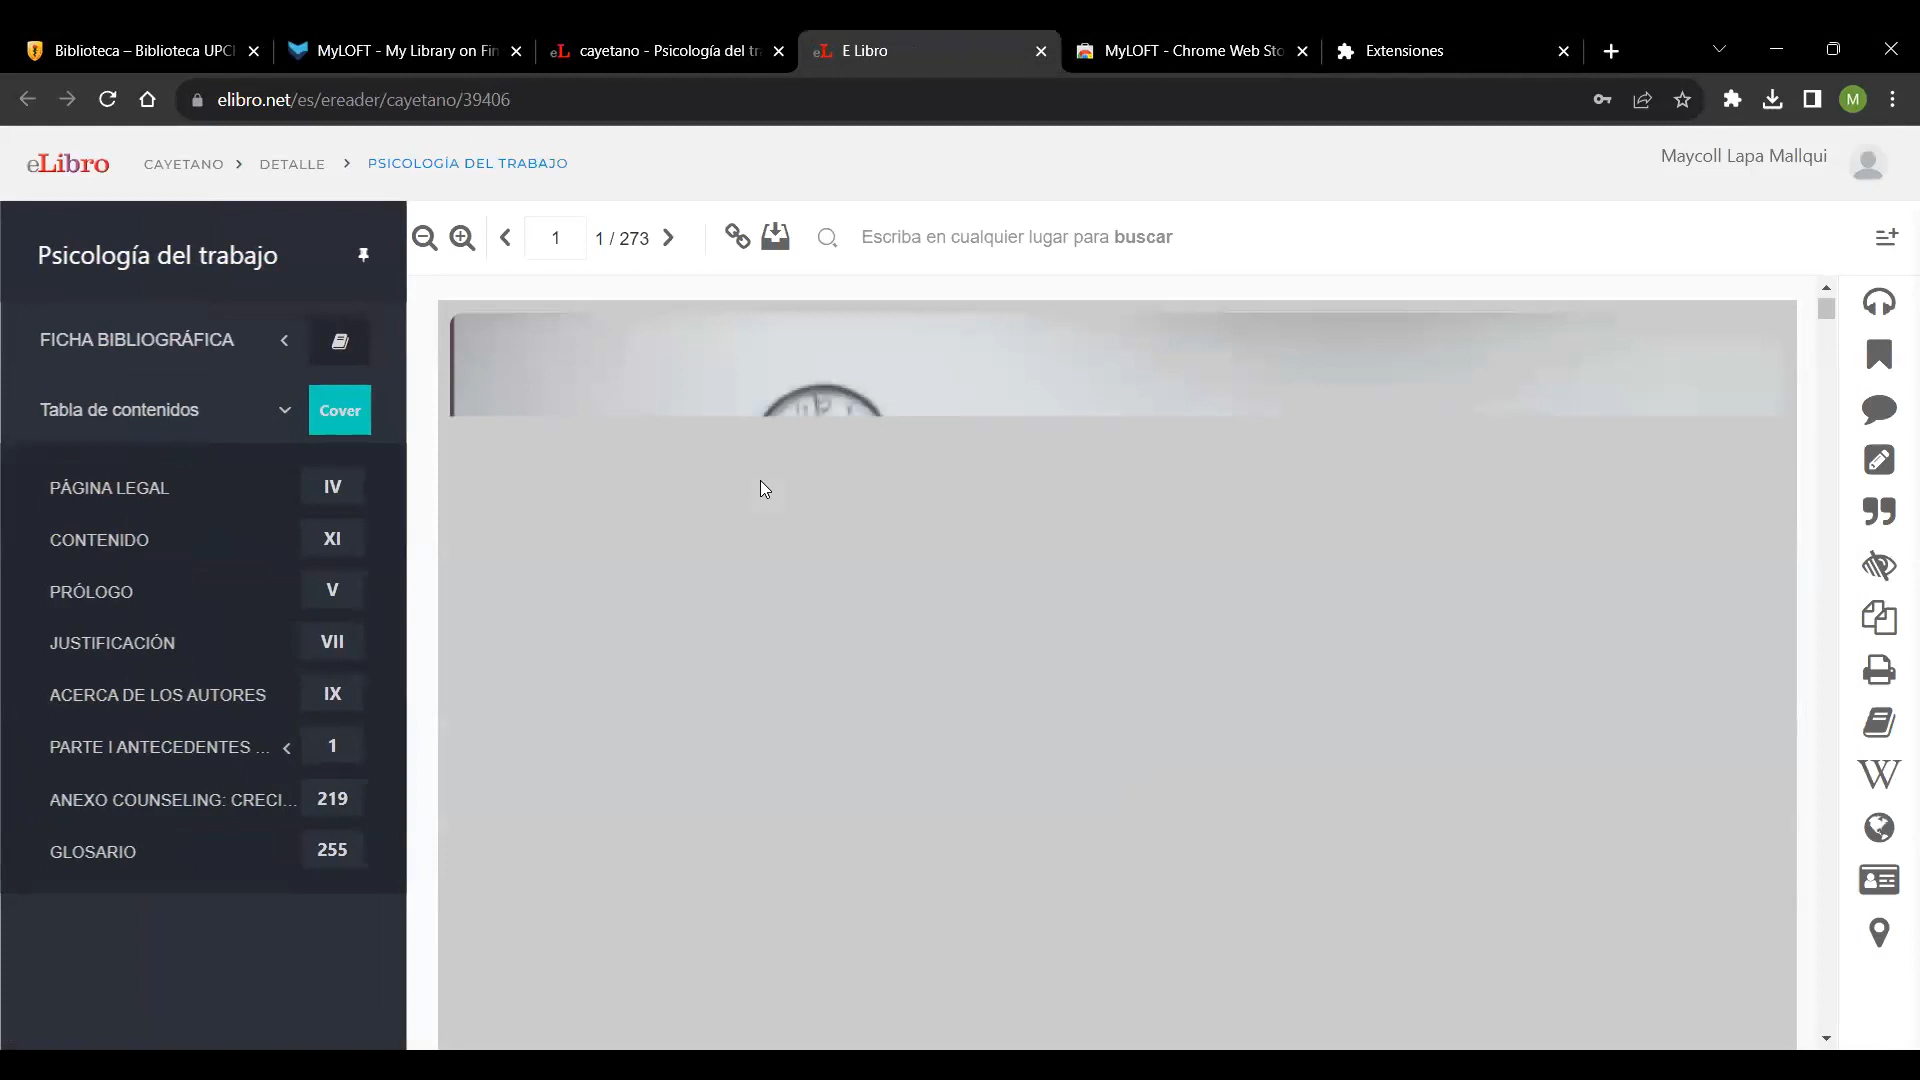 Biblioteca – Biblioteca UPC
MyLOFT - My Library on Fin
cayetano - Psicología del tr
E Libro
MyLOFT - Chrome Web Sto
Extensiones
elibro.net/es/ereader/cayetano/39406
M
eLibro
CAYETANO > DETALLE > PSICOLOGÍA DEL TRABAJO
Maycoll Lapa Mallqui
Psicología del trabajo
1
1 / 273
Escriba en cualquier lugar para buscar
FICHA BIBLIOGRÁFICA
Tabla de contenidos
Cover
PÁGINA LEGAL IV
CONTENIDO XI
PRÓLOGO V
JUSTIFICACIÓN VII
ACERCA DE LOS AUTORES IX
PARTE I ANTECEDENTES ... 1
ANEXO COUNSELING: CRECI... 219
GLOSARIO 255
W